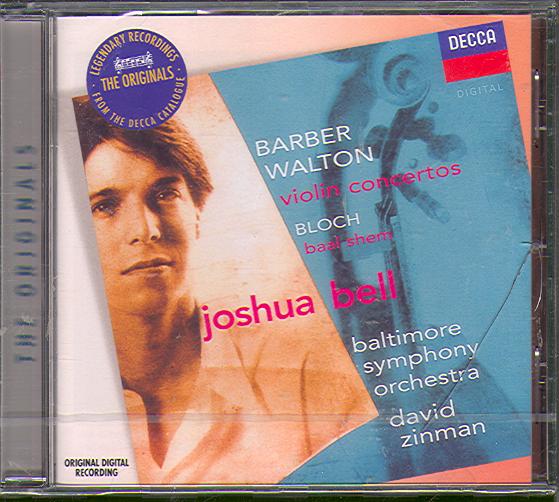 LEGENDARY RECORDINGS
THE ORIGINALS
FROM THE DECCA CATALOGUE
DECCA
DIGITAL
BARBER
WALTON
violin concertos
BLOCH
baal shem
joshua bell
baltimore
symphony
orchestra
david
zinman
ORIGINAL DIGITAL
RECORDING
THE ORIGINALS